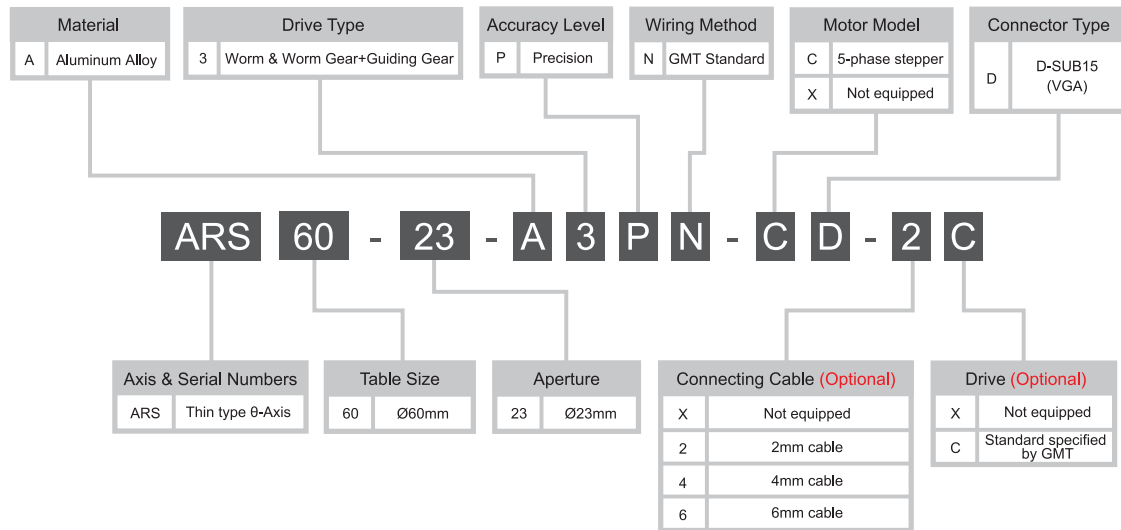 Material
A Aluminum Alloy
Drive Type
3 Worm & Worm Gear+Guiding Gear
Accuracy Level
P Precision
Wiring Method
N GMT Standard
Motor Model
C 5-phase stepper
X Not equipped
Connector Type
D D-SUB15
(VGA)
ARS 60 - 23 - A 3 P N - C D - 2 C
Axis & Serial Numbers
ARS Thin type θ-Axis
Table Size
60 Ø60mm
Aperture
23 Ø23mm
Connecting Cable (Optional)
X Not equipped
2 2mm cable
4 4mm cable
6 6mm cable
Drive (Optional)
X Not equipped
C Standard specified
by GMT